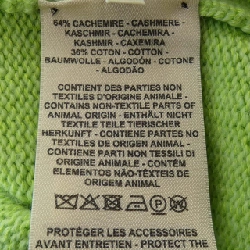 64% CACHEMIRE - CASHMERE -
KASCHMIR - CACHEMIRA -
KASHMIR - CAXEMIRA
36% COTON - COTTON -
BAUMWOLLE - ALGODÓN - COTONE
- ALGODÃO
CONTIENT DES PARTIES NON
TEXTILES D'ORIGINE ANIMALE -
CONTAINS NON-TEXTILE PARTS OF
ANIMAL ORIGIN - ENTHÄLT NICHT
TEXTILE TEILE TIERISCHER
HERKUNFT - CONTIENE PARTES NO
TEXTILES DE ORIGEN ANIMAL -
CONTIENE PARTI NON TESSILI DI
ORIGINE ANIMALE - CONTÉM
ELEMENTOS NÃO-TÊXTEIS DE
ORIGEM ANIMAL
PROTÉGER LES ACCESSOIRES
AVANT ENTRETIEN - PROTECT THE